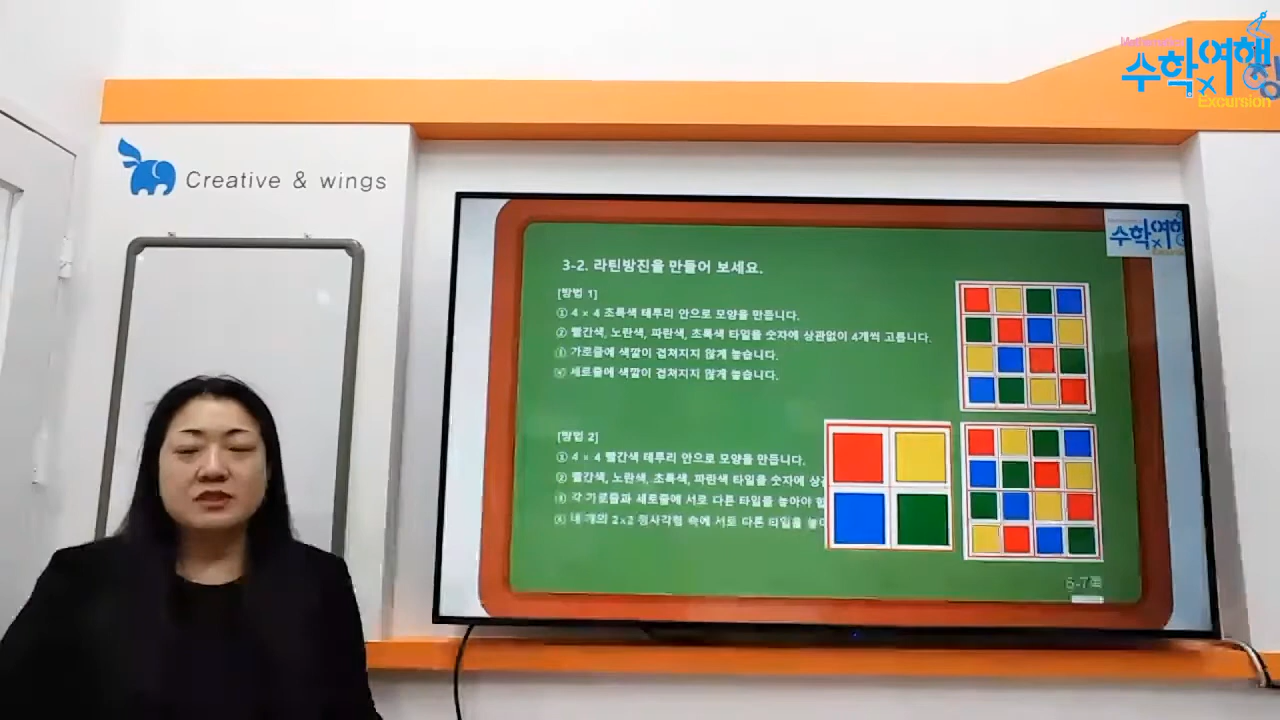 Mathematics
수학여행
Excursion
Creative & wings
수학여행
3-2. 라틴방진을 만들어 보세요.
[방법 1]
① 4 × 4 초록색 테투리 안으로 모양을 만듭니다.
② 빨간색, 노란색, 파란색, 초록색 타일을 숫자에 상관없이 4개씩 고릅니다.
③ 가로줄에 색깔이 겹쳐지지 않게 놓습니다.
④ 세로줄에 색깔이 겹쳐지지 않게 놓습니다.
[방법 2]
① 4 × 4 빨간색 테투리 안으로 모양을 만듭니다.
② 빨간색, 노란색, 초록색, 파란색 타일을 숫자에
③ 각 가로줄과 세로줄에 서로 다른 타일을 놓아야
④ 네 개의 2×2 정사각형 속에 서로 다른 타일을
6-7쪽